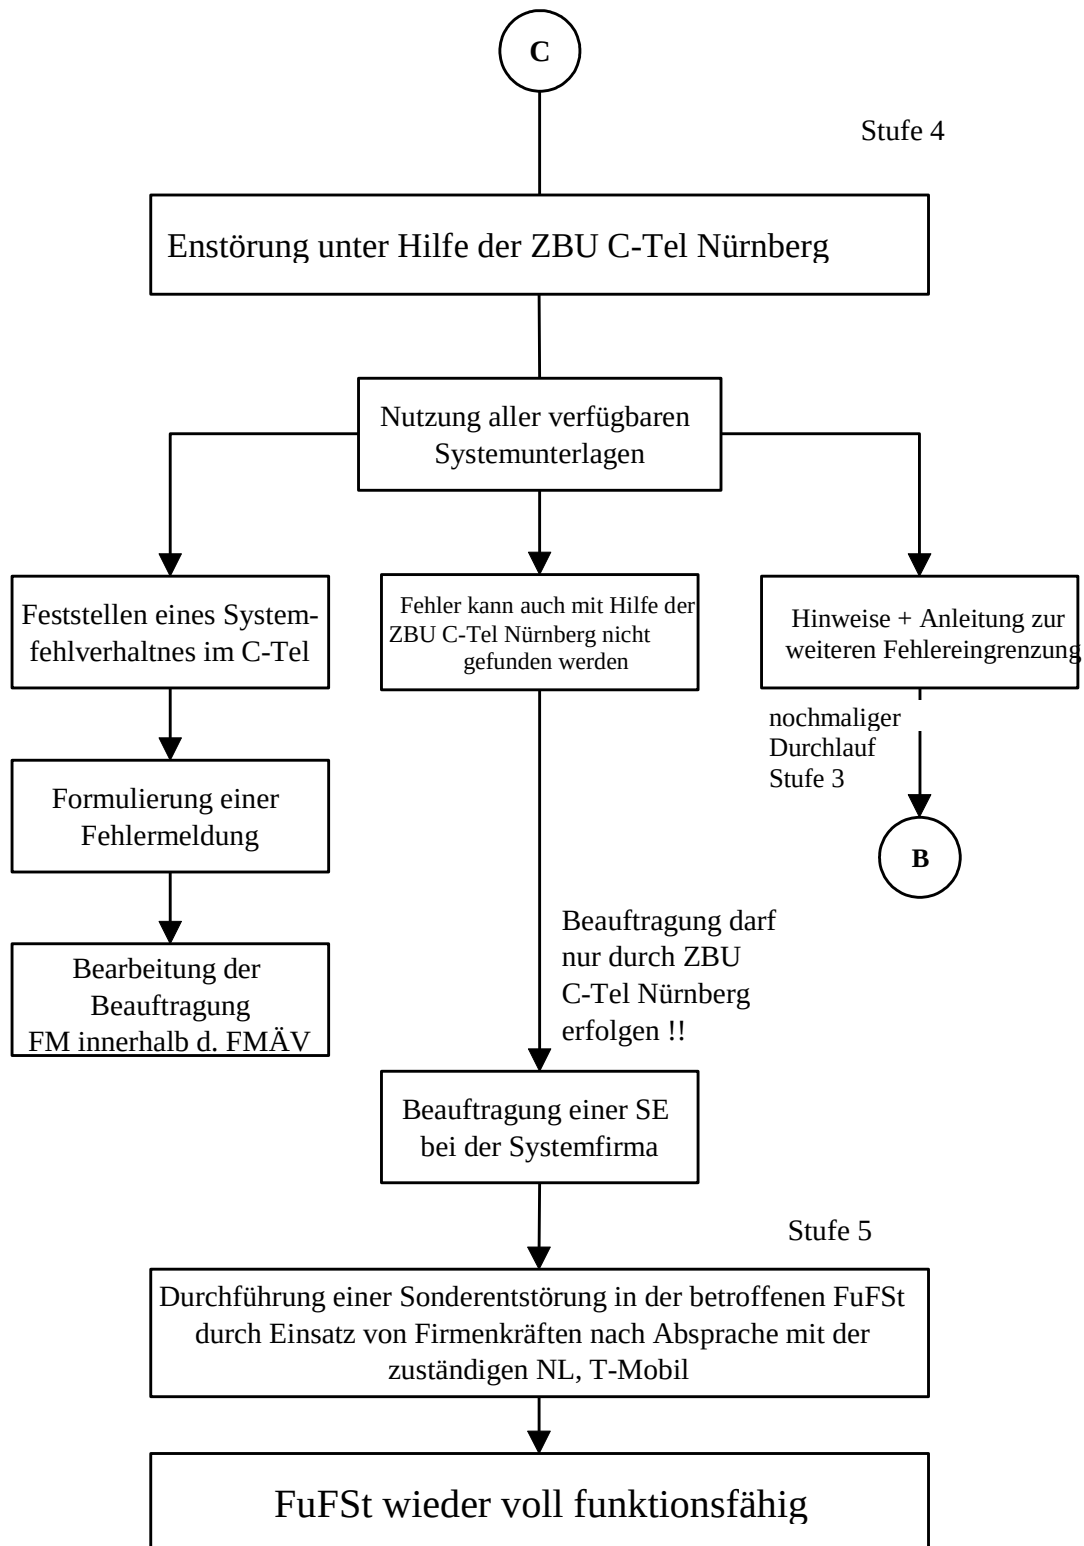 C
Stufe 4
Enstörung unter Hilfe der ZBU C-Tel Nürnberg
Nutzung aller verfügbaren
Systemunterlagen
Feststellen eines System-
fehlverhaltnes im C-Tel
Fehler kann auch mit Hilfe der
ZBU C-Tel Nürnberg nicht
gefunden werden
Hinweise + Anleitung zur
weiteren Fehlereingrenzung
nochmaliger
Durchlauf
Stufe 3
Formulierung einer
Fehlermeldung
B
Bearbeitung der
Beauftragung
FM innerhalb d. FMÄV
Beauftragung darf
nur durch ZBU
C-Tel Nürnberg
erfolgen !!
Beauftragung einer SE
bei der Systemfirma
Stufe 5
Durchführung einer Sonderentstörung in der betroffenen FuFSt
durch Einsatz von Firmenkräften nach Absprache mit der
zuständigen NL, T-Mobil
FuFSt wieder voll funktionsfähig